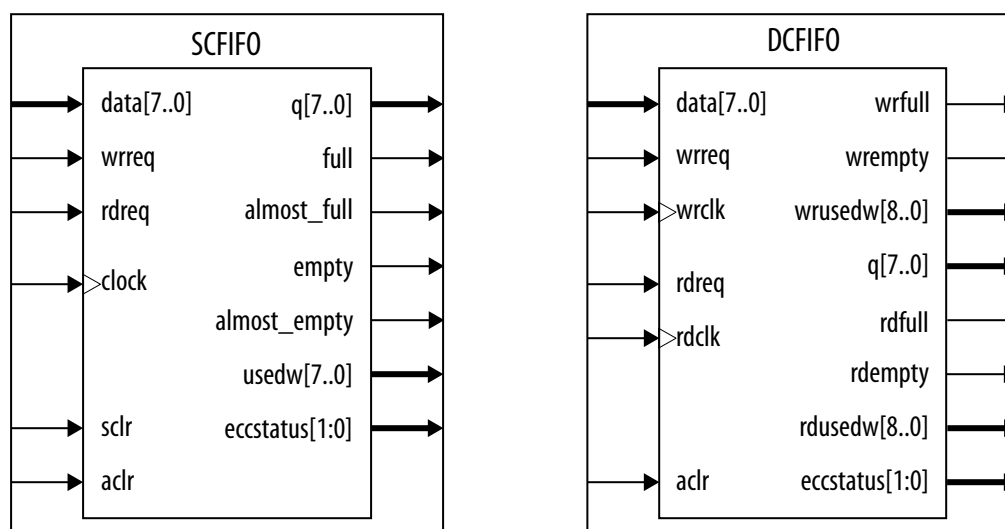 SCFIFO
data[7..0]
wrreq
rdreq
clock
sclr
aclr
q[7..0]
full
almost_full
empty
almost_empty
usedw[7..0]
eccstatus[1:0]
DCFIFO
data[7..0]
wrreq
wrclk
rdreq
rdclk
aclr
wrfull
wrempty
wrusedw[8..0]
q[7..0]
rdfull
rdempty
rdusedw[8..0]
eccstatus[1:0]